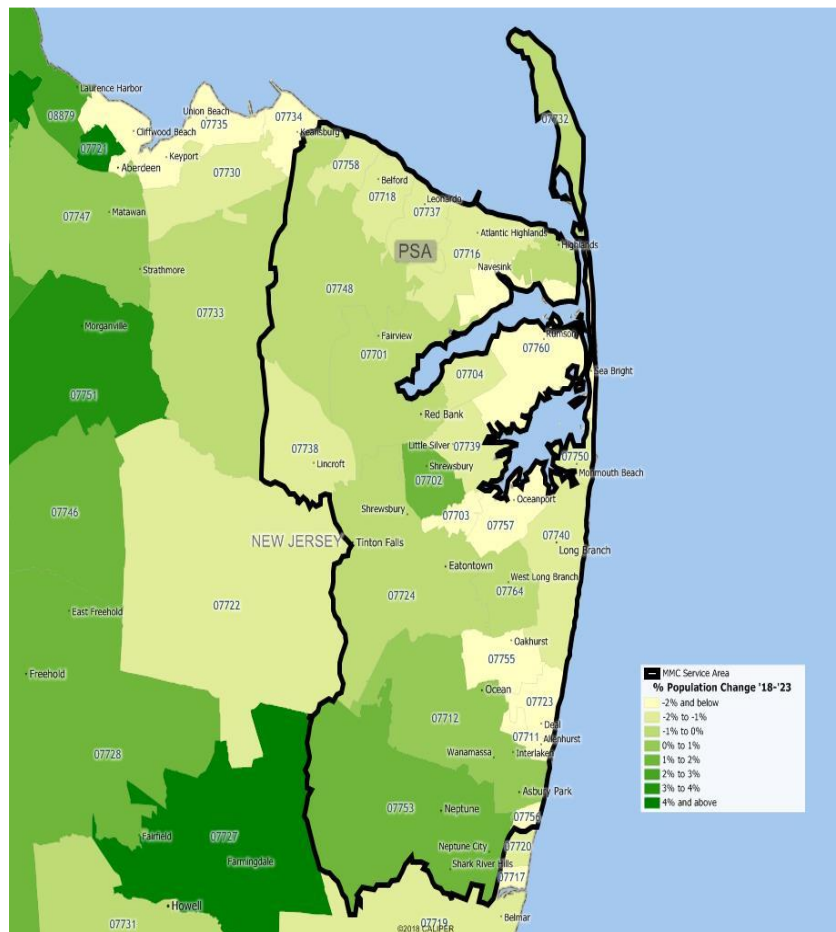 Laurence Harbor
08879
Union Beach
07735
07734
Cliffwood Beach
Keansburg
07721
Keyport
Aberdeen
07730
07732
07758
Belford
07718
Leonardo
07737
07747
Matawan
Atlantic Highlands
07716
Highlands
PSA
Navesink
Strathmore
07748
07733
Morganville
Fairview
07701
Rumson
07760
07704
Sea Bright
07751
Red Bank
Little Silver
07739
07738
Lincroft
Shrewsbury
07702
07750
Monmouth Beach
Oceanport
07746
Shrewsbury
07703
07757
NEW JERSEY
Tinton Falls
07740
Long Branch
Eatontown
West Long Branch
07764
07724
07722
East Freehold
Oakhurst
07755
Freehold
Ocean
07723
07712
Deal
07711
Allenhurst
Interlaken
Wanamassa
07728
Asbury Park
07753
Neptune
07756
Fairfield
07727
Neptune City
07720
Farmingdale
Shark River Hills
07717
Howell
Belmar
07731
07719
©2018 CALIPER
MMC Service Area
% Population Change '18-'23
-2% and below
-2% to -1%
-1% to 0%
0% to 1%
1% to 2%
2% to 3%
3% to 4%
4% and above